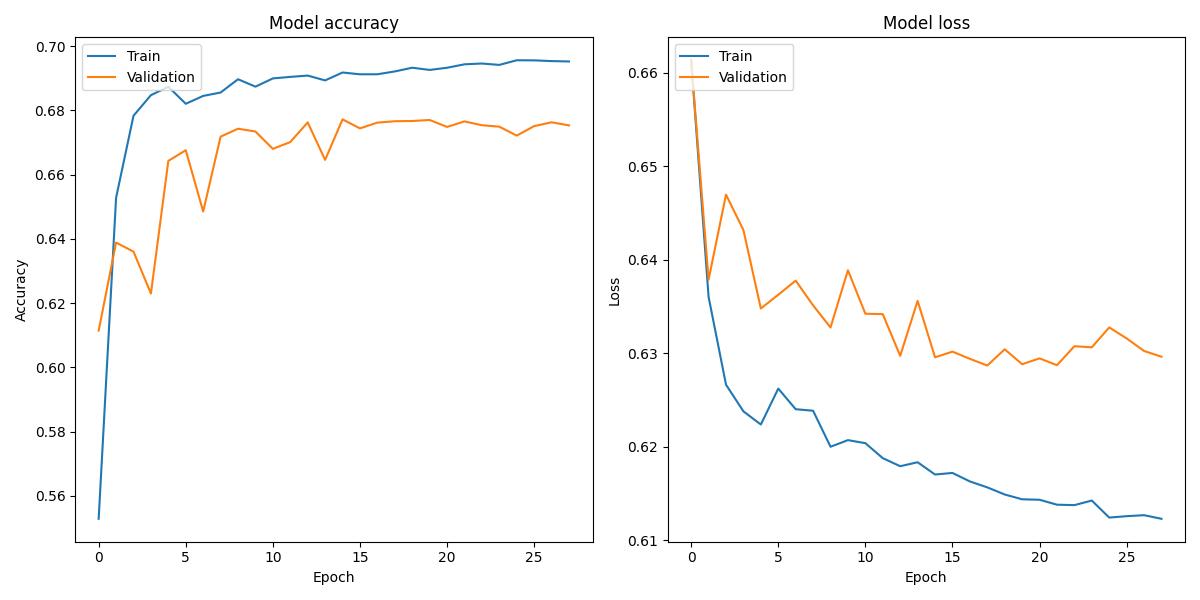 Model accuracy
Train
Validation
0.70
0.68
0.66
0.64
0.62
0.60
0.58
0.56
Accuracy
0 5 10 15 20 25
Epoch
Model loss
Train
Validation
0.66
0.65
0.64
0.63
0.62
0.61
Loss
0 5 10 15 20 25
Epoch